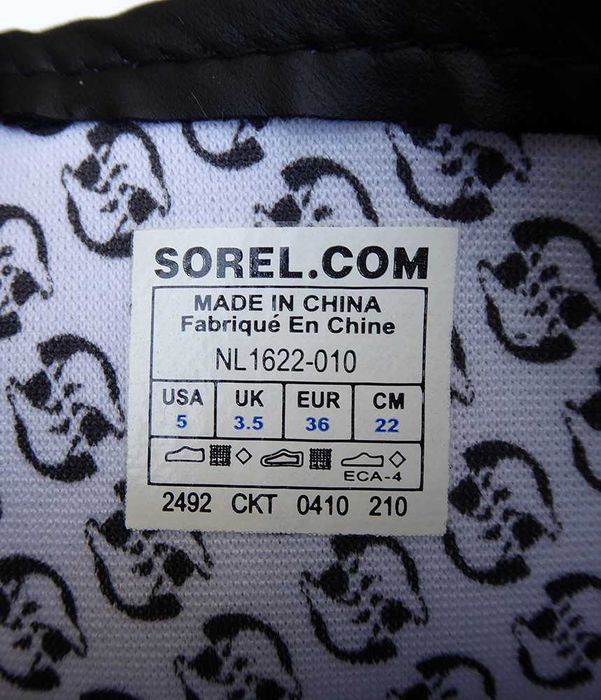 SOREL.COM
MADE IN CHINA
Fabriqué En Chine
NL1622-010
USA UK EUR CM
5 3.5 36 22
ECA-4
2492 CKT 0410 210